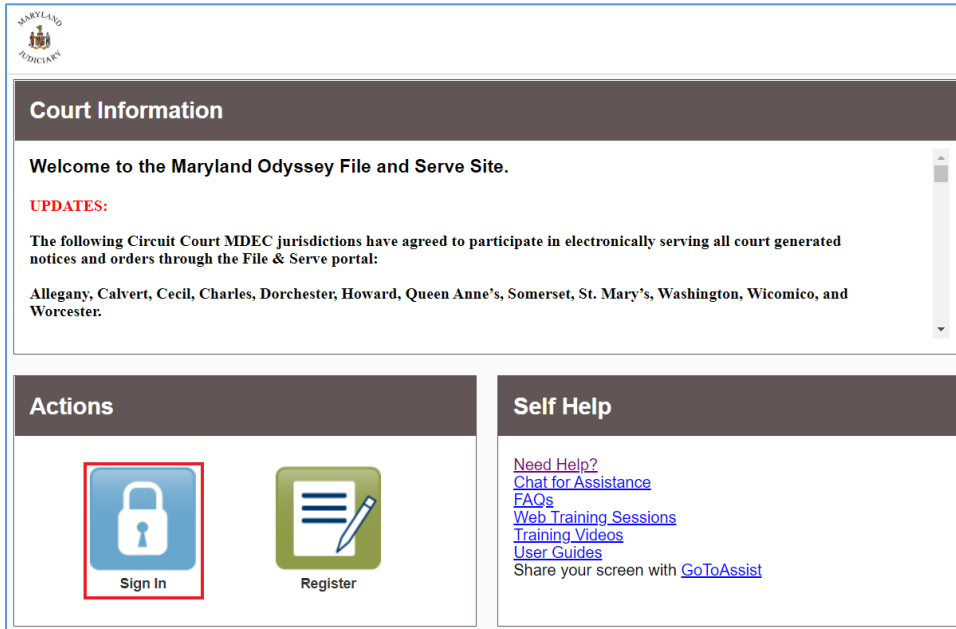 MARYLAND
JUDICIARY
Court Information
Welcome to the Maryland Odyssey File and Serve Site.
UPDATES:
The following Circuit Court MDEC jurisdictions have agreed to participate in electronically serving all court generated
notices and orders through the File & Serve portal:
Allegany, Calvert, Cecil, Charles, Dorchester, Howard, Queen Anne’s, Somerset, St. Mary’s, Washington, Wicomico, and
Worcester.
Actions
Sign In
Register
Self Help
Need Help?
Chat for Assistance
FAQs
Web Training Sessions
Training Videos
User Guides
Share your screen with GoToAssist